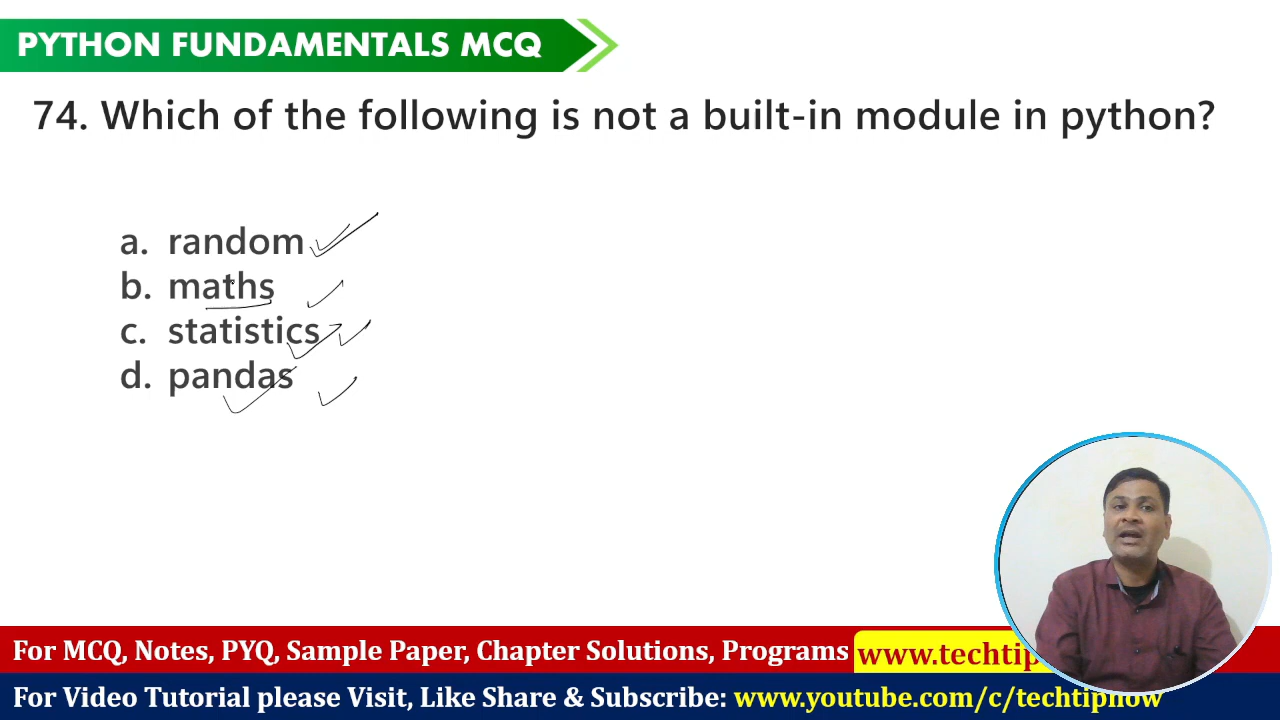 PYTHON FUNDAMENTALS MCQ
74. Which of the following is not a built-in module in python?
a. random
b. maths
c. statistics
d. pandas
For MCQ, Notes, PYQ, Sample Paper, Chapter Solutions, Programs www.techtip
For Video Tutorial please Visit, Like Share & Subscribe: www.youtube.com/c/techtipnow